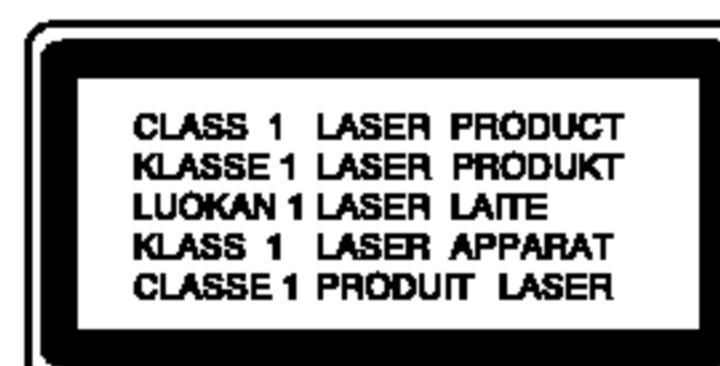 CLASS 1 LASER PRODUCT
KLASSE 1 LASER PRODUKT
LUOKAN 1 LASER LAITE
KLASS 1 LASER APPARAT
CLASSE 1 PRODUIT LASER